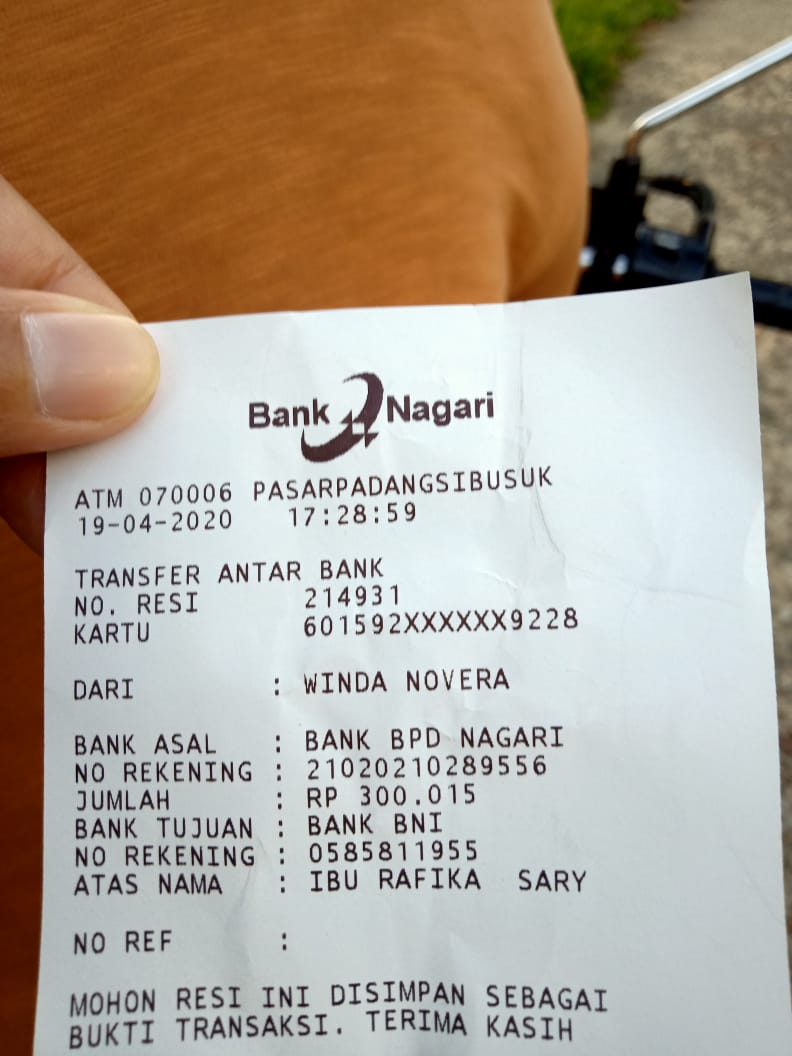 Bank Nagari
ATM 070006 PASARPADANGSIBUSUK
19-04-2020 17:28:59
TRANSFER ANTAR BANK
NO. RESI 214931
KARTU 601592XXXXXX9228
DARI : WINDA NOVERA
BANK ASAL : BANK BPD NAGARI
NO REKENING : 21020210289556
JUMLAH : RP 300.015
BANK TUJUAN : BANK BNI
NO REKENING : 0585811955
ATAS NAMA : IBU RAFIKA SARY
NO REF :
MOHON RESI INI DISIMPAN SEBAGAI
BUKTI TRANSAKSI. TERIMA KASIH